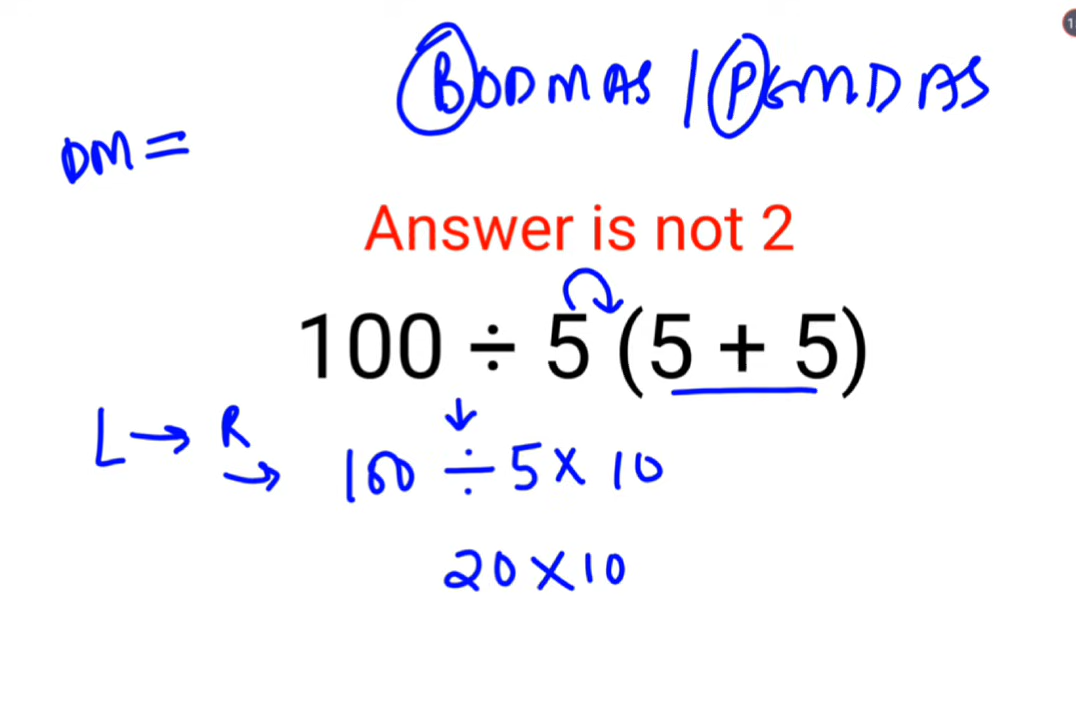 BODMAS / PEMDAS
DM =
Answer is not 2
100 ÷ 5 (5 + 5)
L → R
→ 100 ÷ 5 × 10
20 × 10